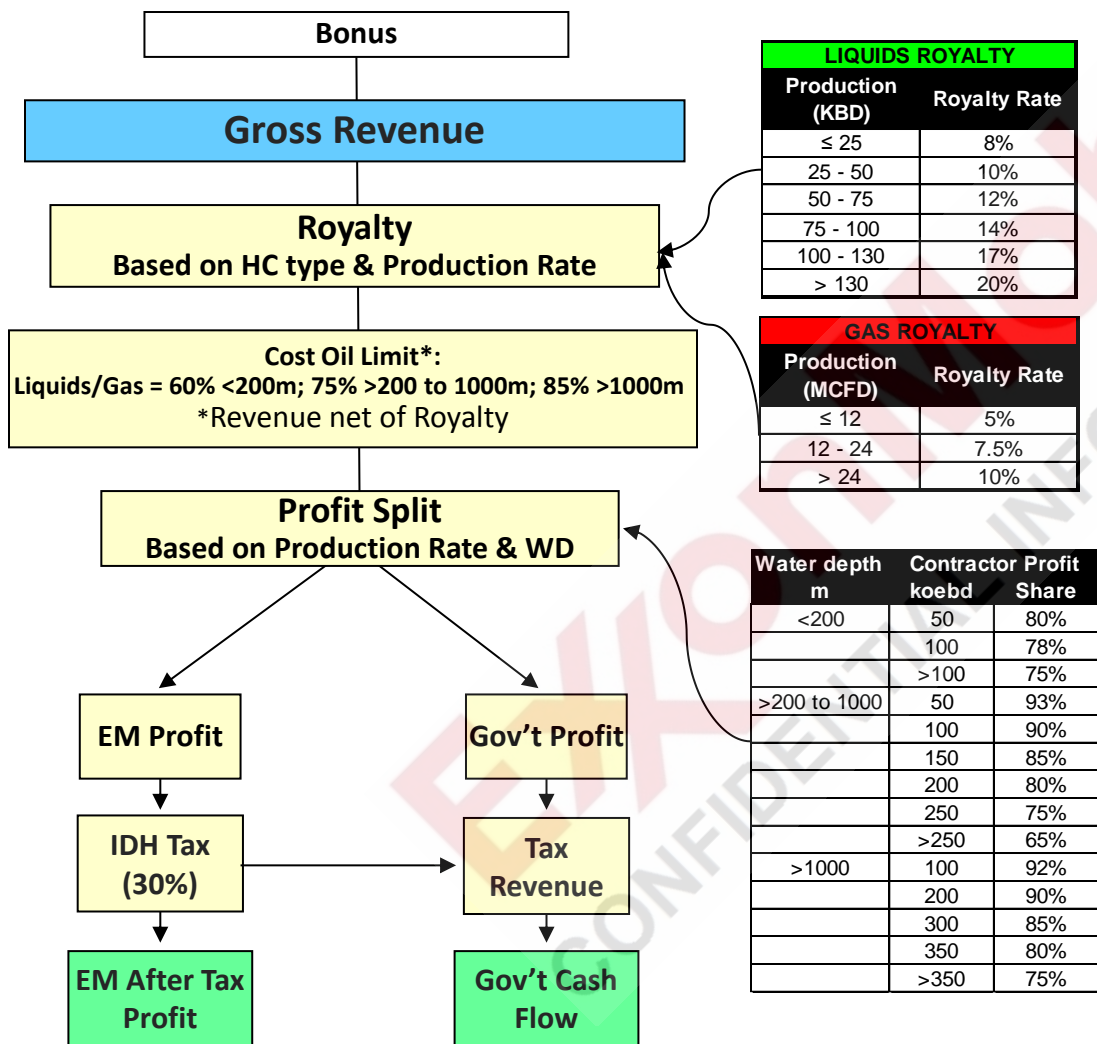 Bonus
Gross Revenue
Royalty
Based on HC type & Production Rate
Cost Oil Limit*:
Liquids/Gas = 60% <200m; 75% >200 to 1000m; 85% >1000m
*Revenue net of Royalty
Profit Split
Based on Production Rate & WD
EM Profit
Gov't Profit
IDH Tax
(30%)
Tax
Revenue
EM After Tax
Profit
Gov't Cash
Flow
LIQUIDS ROYALTY
Production (KBD) Royalty Rate
≤ 25 8%
25 - 50 10%
50 - 75 12%
75 - 100 14%
100 - 130 17%
> 130 20%
GAS ROYALTY
Production (MCFD) Royalty Rate
≤ 12 5%
12 - 24 7.5%
> 24 10%
Water depth Contractor Profit
m koebd Share
<200 50 80%
100 78%
>100 75%
>200 to 1000 50 93%
100 90%
150 85%
200 80%
250 75%
>250 65%
>1000 100 92%
200 90%
300 85%
350 80%
>350 75%